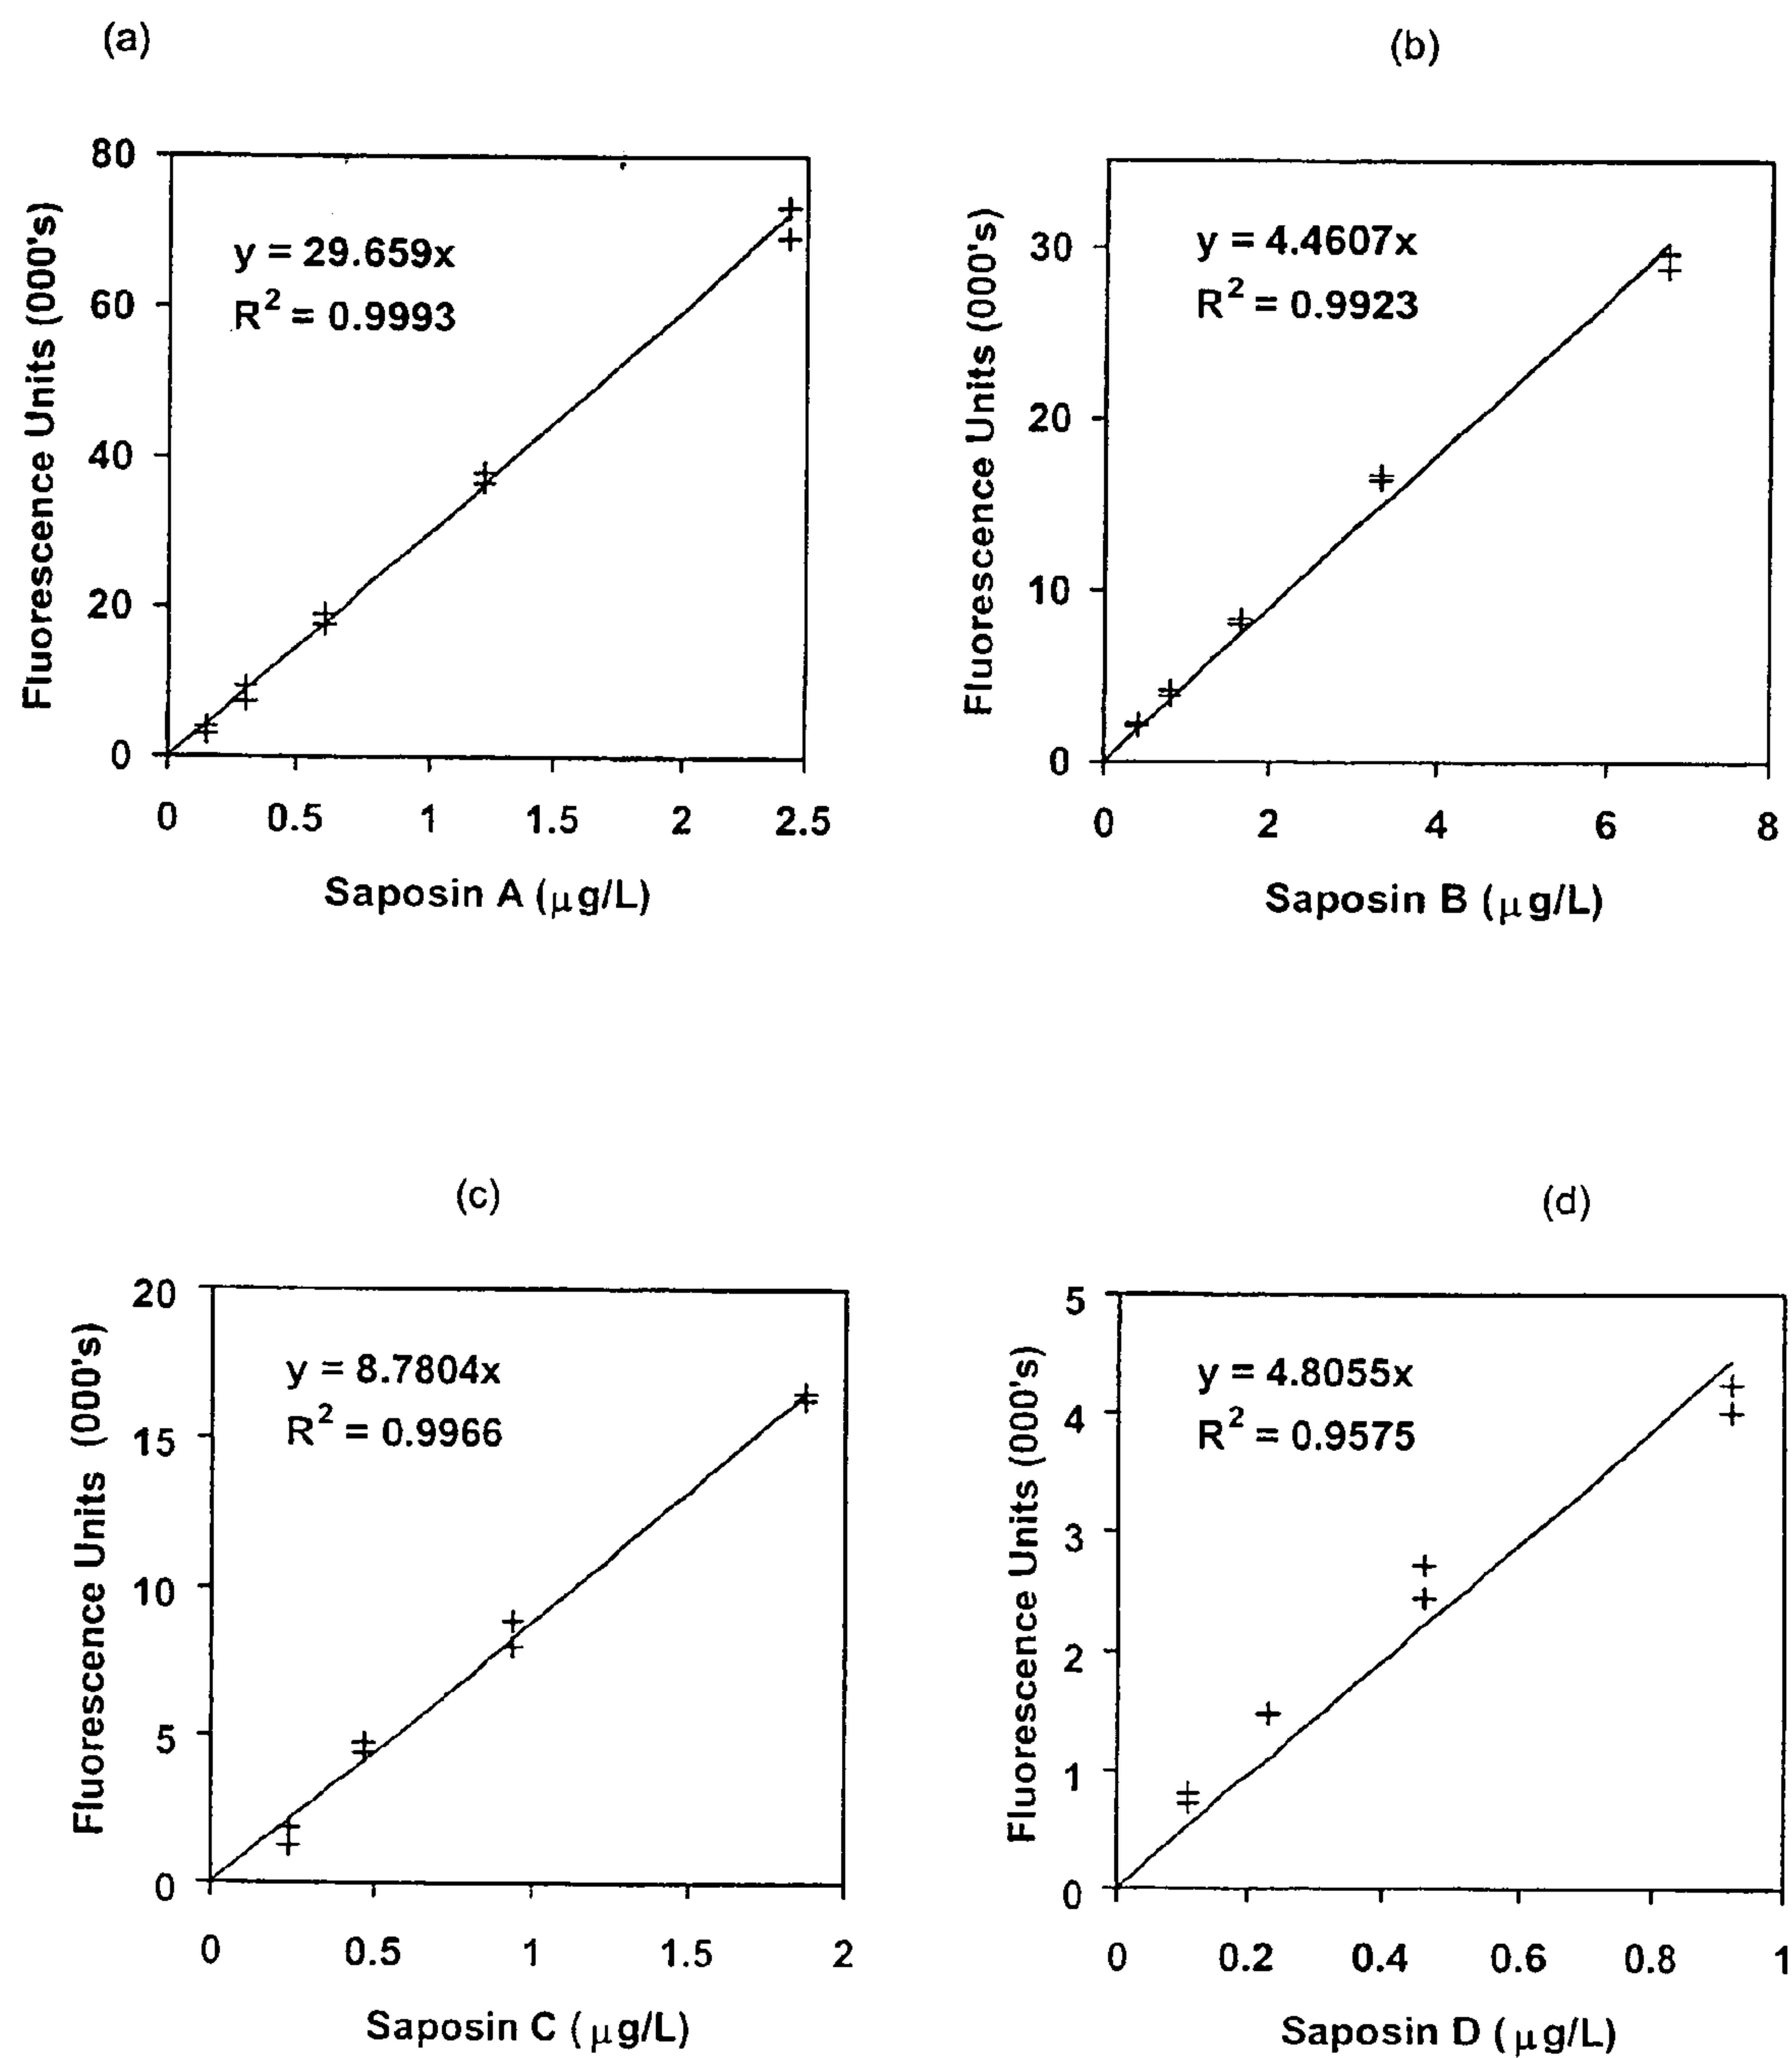 (a)
80
60
40
20
0
Fluorescence Units (000's)
y = 29.659x
R² = 0.9993
0 0.5 1 1.5 2 2.5
Saposin A (μg/L)
(b)
30
20
10
0
Fluorescence Units (000's)
y = 4.4607x
R² = 0.9923
0 2 4 6 8
Saposin B (μg/L)
(c)
20
15
10
5
0
Fluorescence Units (000's)
y = 8.7804x
R² = 0.9966
0 0.5 1 1.5 2
Saposin C (μg/L)
(d)
5
4
3
2
1
0
Fluorescence Units (000's)
y = 4.8055x
R² = 0.9575
0 0.2 0.4 0.6 0.8 1
Saposin D (μg/L)